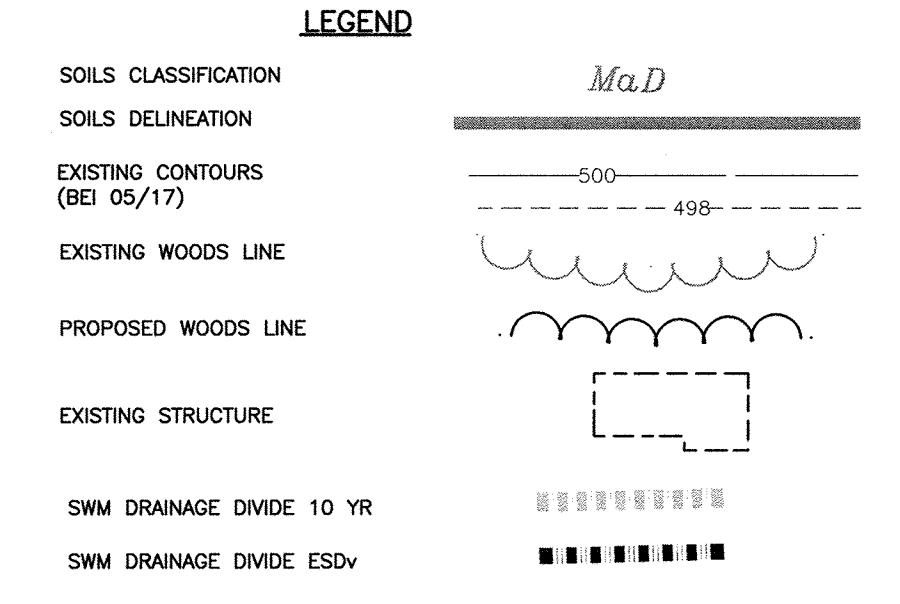 LEGEND
SOILS CLASSIFICATION MaD
SOILS DELINEATION
EXISTING CONTOURS
(BEI 05/17)
500
498
EXISTING WOODS LINE
PROPOSED WOODS LINE
EXISTING STRUCTURE
SWM DRAINAGE DIVIDE 10 YR
SWM DRAINAGE DIVIDE ESDv